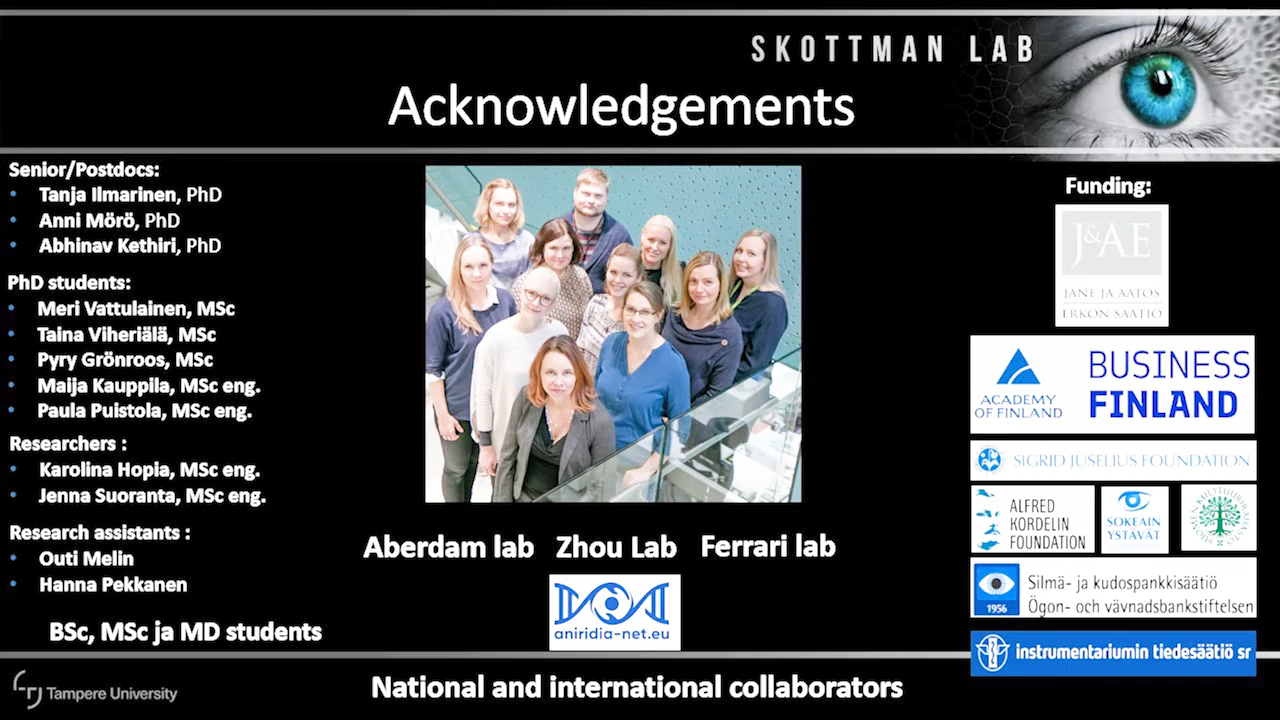 SKOTTMAN LAB
Acknowledgements
Senior/Postdocs:
• Tanja Ilmarinen, PhD
• Anni Mörö, PhD
• Abhinav Kethiri, PhD
PhD students:
• Meri Vattulainen, MSc
• Taina Viheriälä, MSc
• Pyry Grönroos, MSc
• Maija Kauppila, MSc eng.
• Paula Puistola, MSc eng.
Researchers :
• Karolina Hopia, MSc eng.
• Jenna Suoranta, MSc eng.
Research assistants :
• Outi Melin
• Hanna Pekkanen
BSc, MSc ja MD students
Aberdam lab Zhou Lab Ferrari lab
aniridia-net.eu
National and international collaborators
Funding:
J&AE
JANE JA AATOS
ERKON SÄÄTIÖ
ACADEMY
OF FINLAND
BUSINESS
FINLAND
SIGRID JUSELIUS FOUNDATION
ALFRED
KORDELIN
FOUNDATION
SOKEAIN
YSTÄVÄT
1956
Silmä- ja kudospankkisäätiö
Ögon- och vävnadsbankstiftelsen
instrumentariumin tiedesäätiö sr
Tampere University